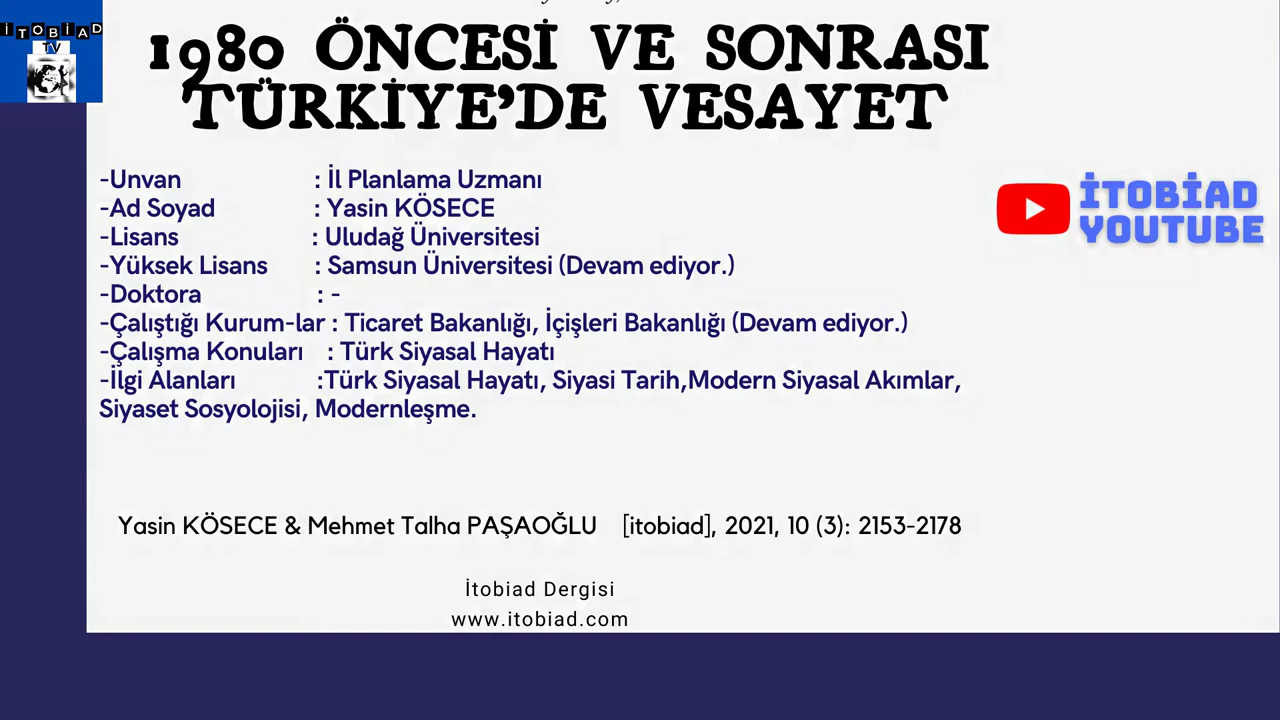 İTOBİAD
TV
1980 ÖNCESİ VE SONRASI
TÜRKİYE'DE VESAYET
-Unvan : İl Planlama Uzmanı
-Ad Soyad : Yasin KÖSECE
-Lisans : Uludağ Üniversitesi
-Yüksek Lisans : Samsun Üniversitesi (Devam ediyor.)
-Doktora : -
-Çalıştığı Kurum-lar : Ticaret Bakanlığı, İçişleri Bakanlığı (Devam ediyor.)
-Çalışma Konuları : Türk Siyasal Hayatı
-İlgi Alanları :Türk Siyasal Hayatı, Siyasi Tarih,Modern Siyasal Akımlar,
Siyaset Sosyolojisi, Modernleşme.
İTOBİAD
YOUTUBE
Yasin KÖSECE & Mehmet Talha PAŞAOĞLU [itobiad], 2021, 10 (3): 2153-2178
İtobiad Dergisi
www.itobiad.com